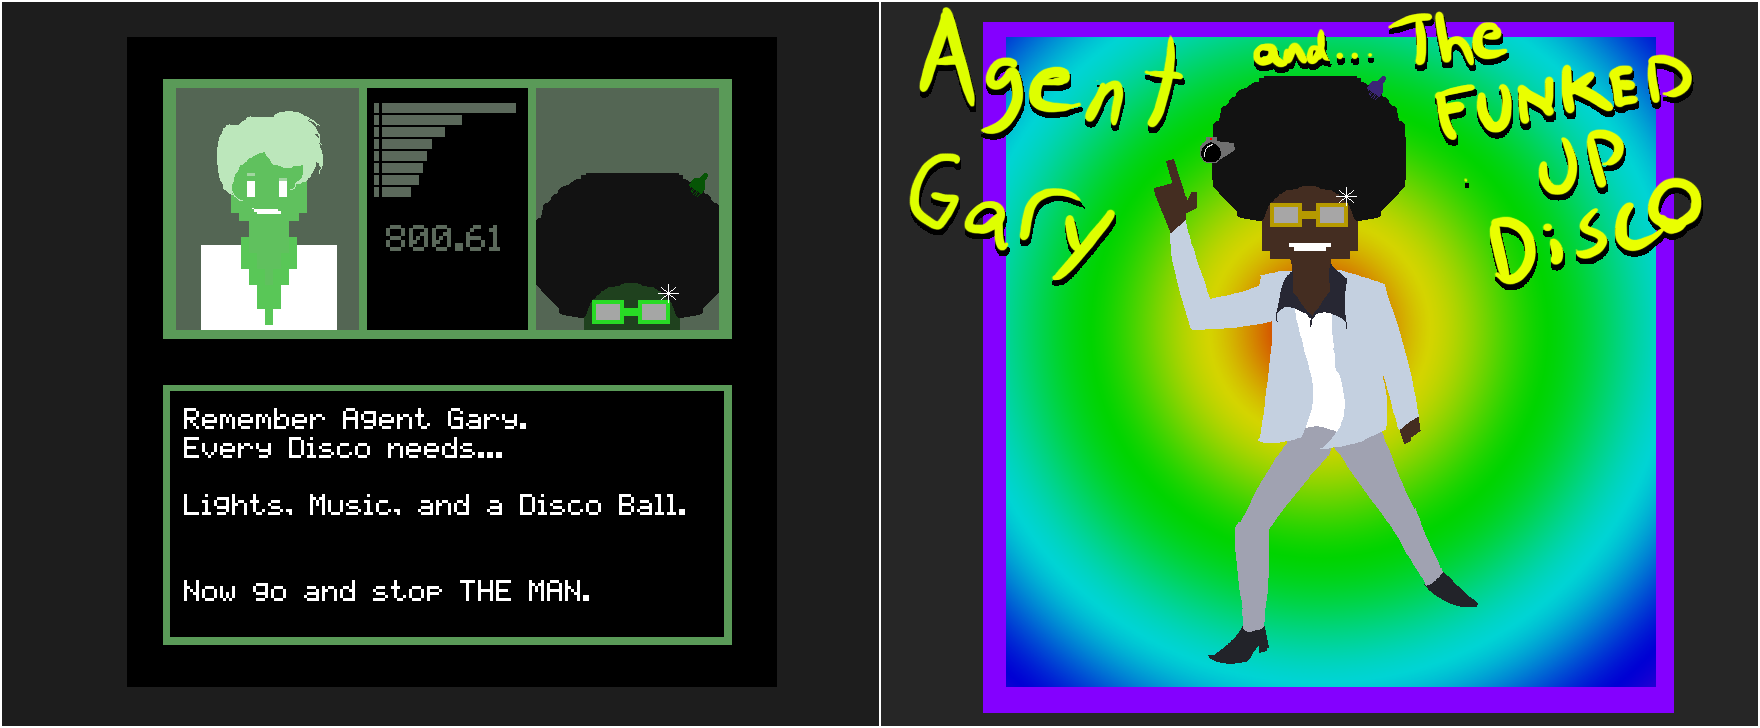 800.61
Remember Agent Gary.
Every Disco needs...
Lights, Music, and a Disco Ball.
Now go and stop THE MAN.
Agent
Gary
and... The
FUNKED
UP
Disco